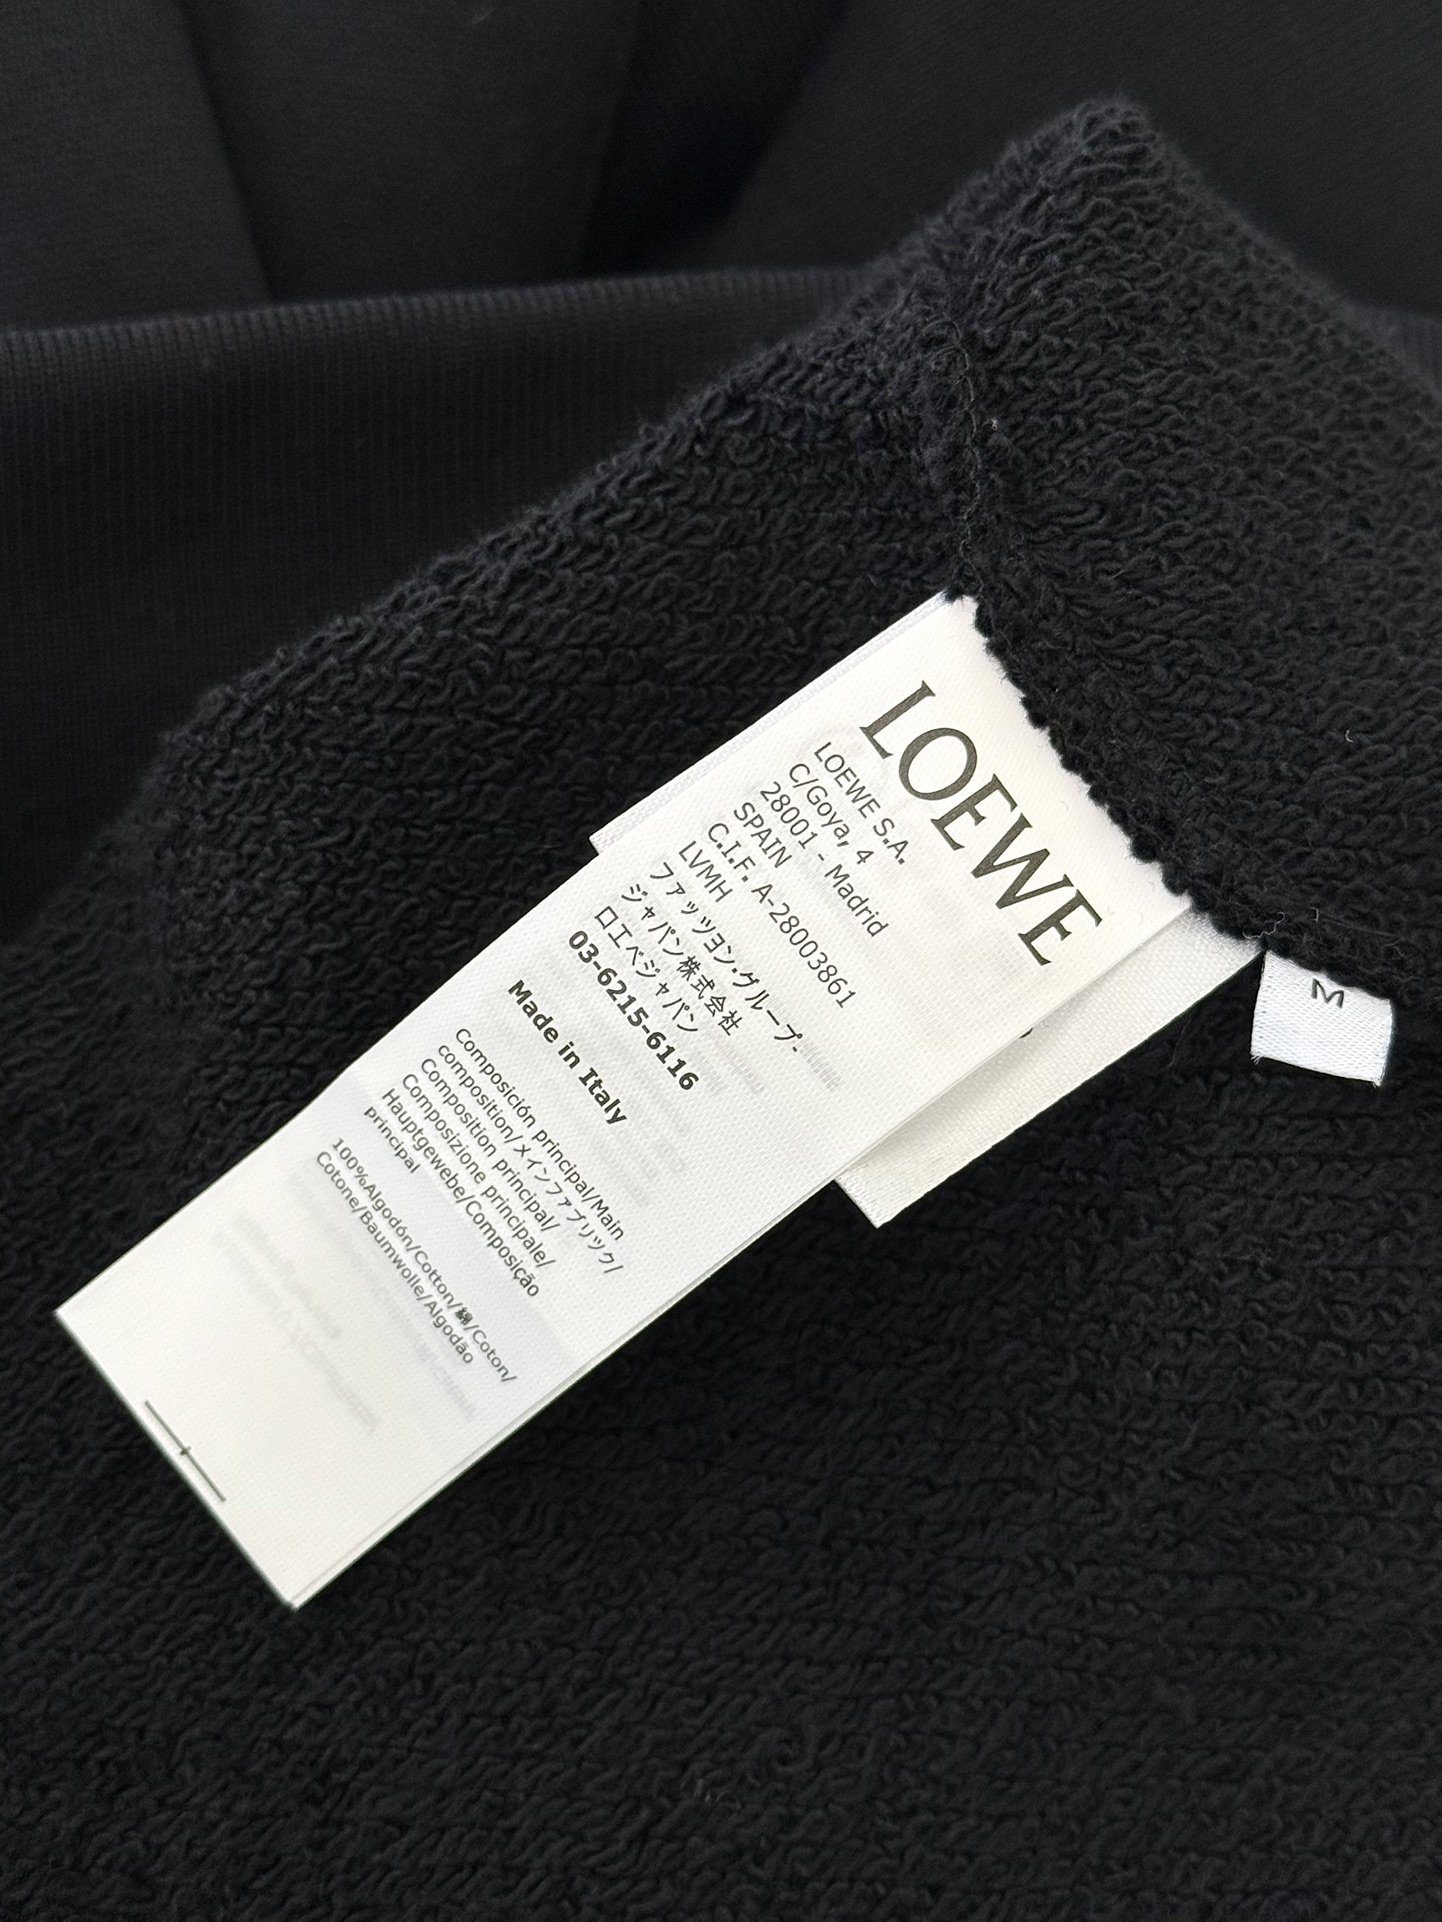 LOEWE
LOEWE S.A.
C/Goya, 4
28001 - Madrid
SPAIN
C.I.F. A-28003861
LVMH
ファッツヨン・グループ-
ジャパン株式会社
ロエベジャパン
03-6215-6116
Made in Italy
Composición principal/Main
composition/メインファブリック/
Composition principal/
Composizione principale/
Hauptgewebe/Composição
principal
100%Algodón/Cotton/綿/Coton/
Cotone/Baumwolle/Algodão
M